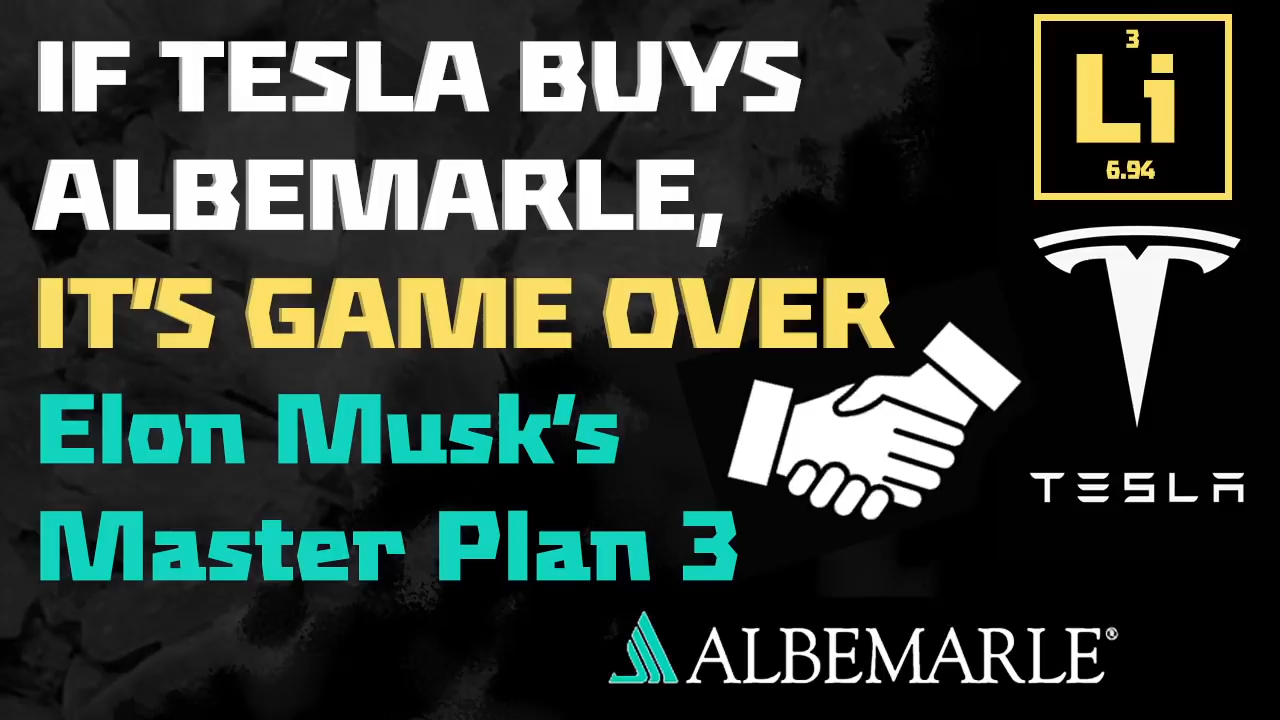 IF TESLA BUYS
ALBEMARLE,
IT'S GAME OVER
Elon Musk's
Master Plan 3
3
Li
6.94
TESLA
ALBEMARLE®